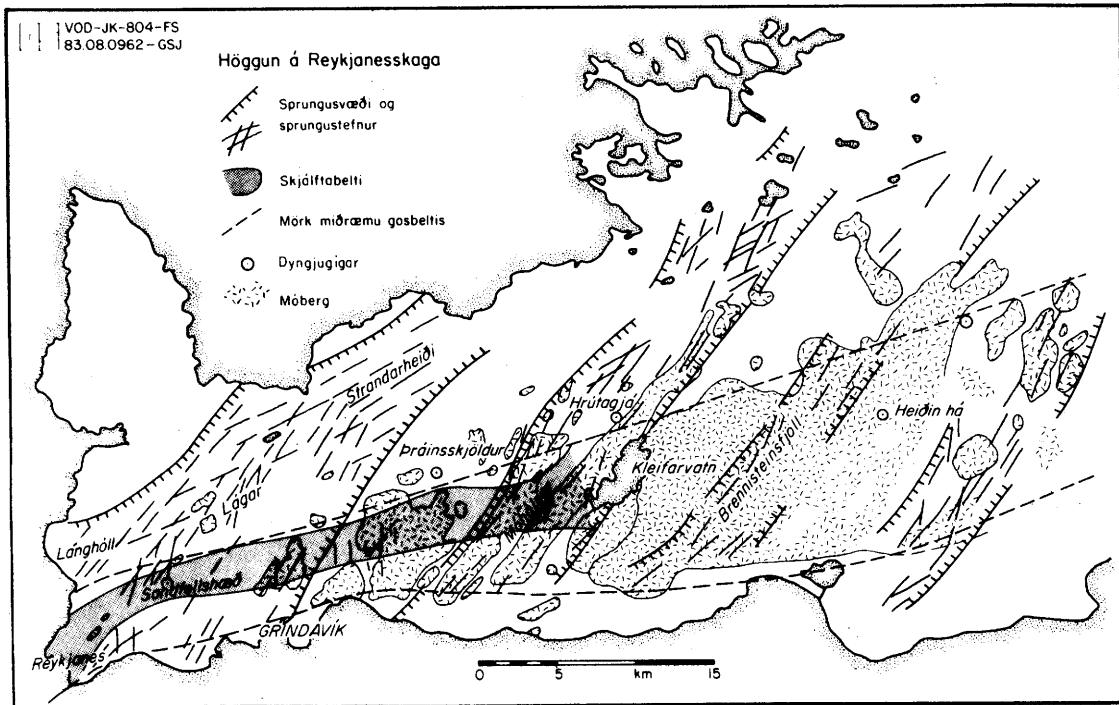 VOD-JK-804-FS
83.08.0962-GSJ
Höggun á Reykjanesskaga
Sprungusvæði og
sprungustefnur
Skjálftabelti
Mörk miðræmu gosbeltis
Dyngjugígar
Móberg
Strandarheiði
Hrútagjá
Þráinsskjöldur
Heiðin há
Kleifarvatn
Brennisteinsfjöll
Lágar
Langhóll
GRINDAVÍK
Reykjanes
0 5 15
km